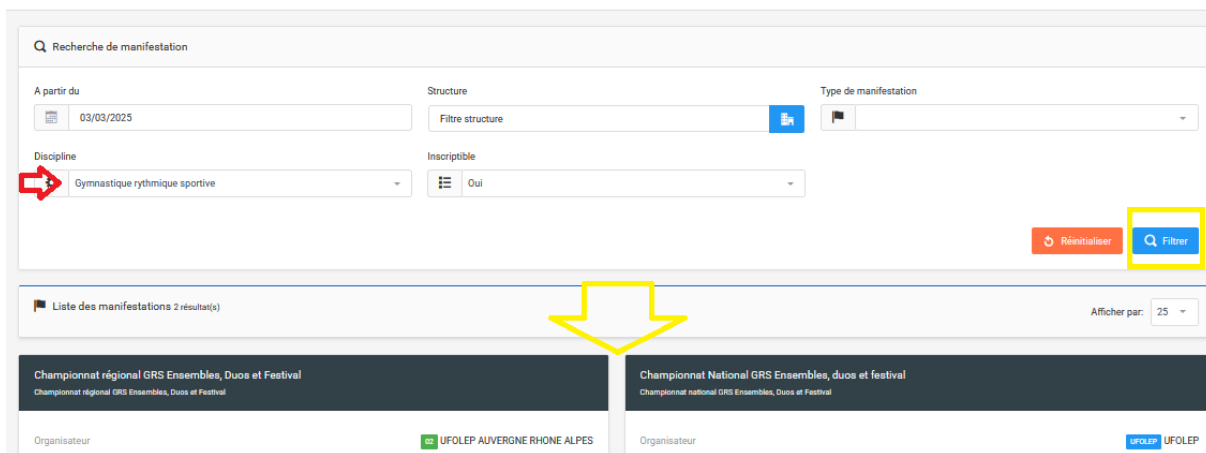 Recherche de manifestation
A partir du
Structure
Type de manifestation
03/03/2025
Filtre structure
Discipline
Inscriptible
Gymnastique rythmique sportive
Oui
Réinitialiser
Filtrer
Liste des manifestations 2 résultat(s)
Afficher par: 25
Championnat régional GRS Ensembles, Duos et Festival
Championnat régional GRS Ensembles, Duos et Festival
Championnat National GRS Ensembles, duos et festival
Championnat national GRS Ensembles, Duos et Festival
Organisateur
02 UFOLEP AUVERGNE RHONE ALPES
Organisateur
UFOLEP UFOLEP